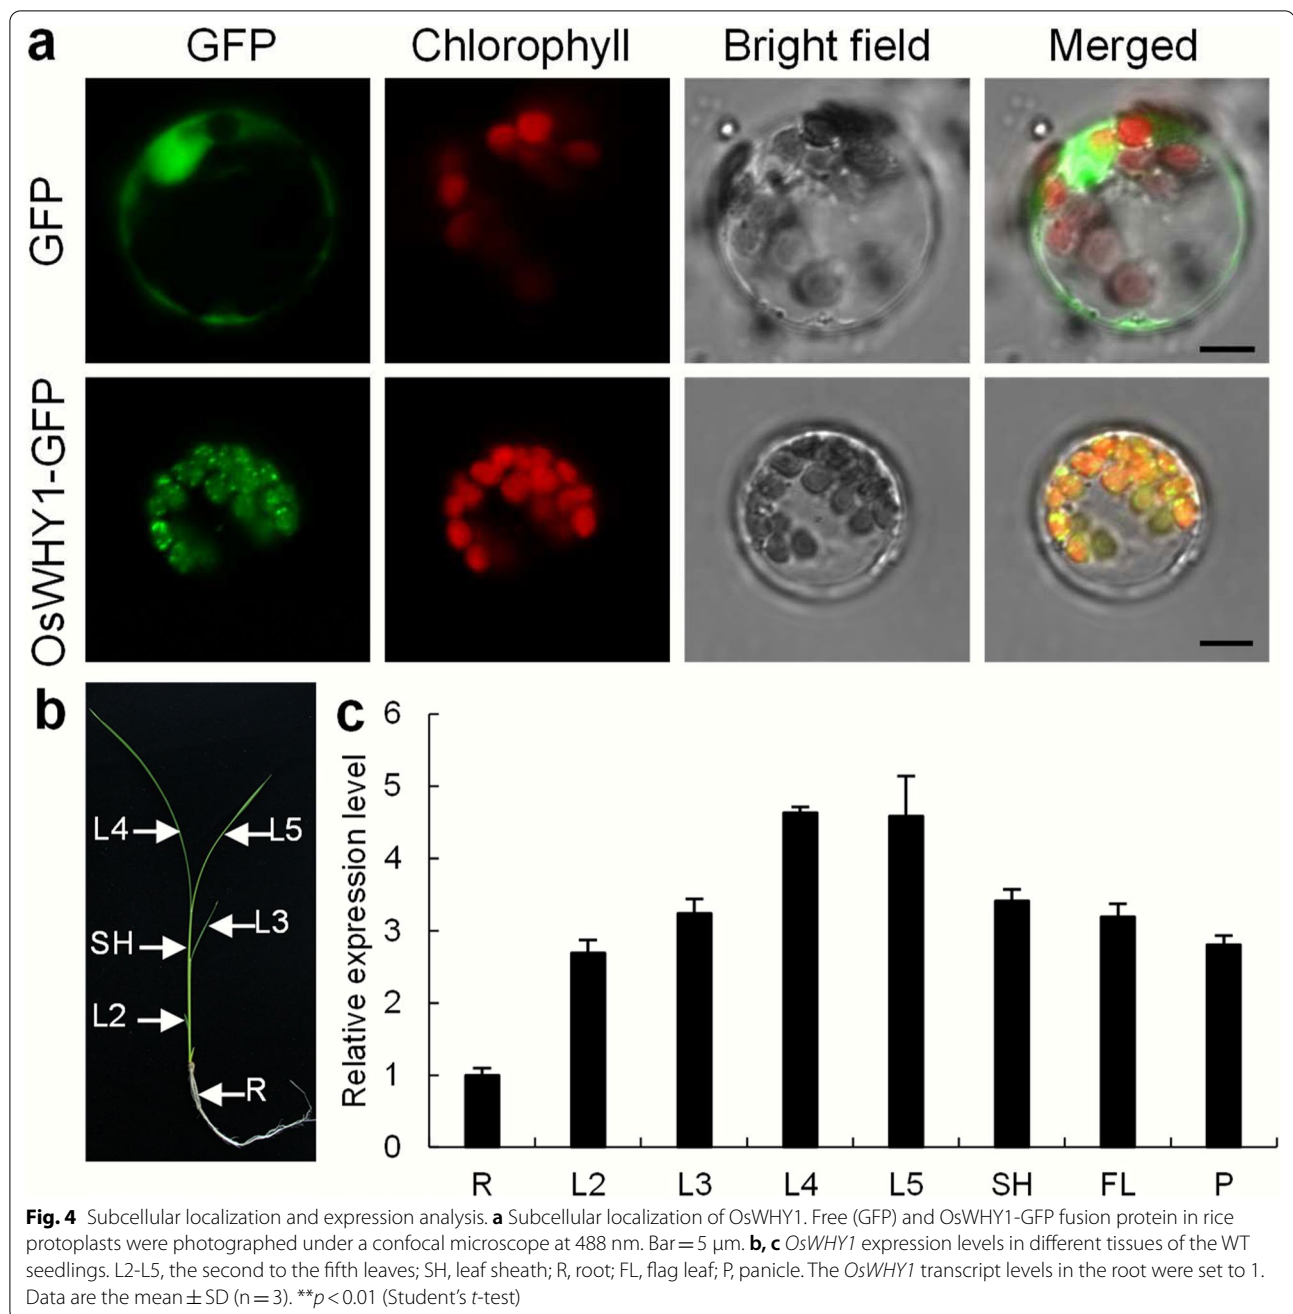 a
GFP Chlorophyll Bright field Merged
GFP
OsWHY1-GFP
b
L4
L5
L3
SH
L2
R
c
Relative expression level
6
5
4
3
2
1
0
R L2 L3 L4 L5 SH FL P
Fig. 4 Subcellular localization and expression analysis. a Subcellular localization of OsWHY1. Free (GFP) and OsWHY1-GFP fusion protein in rice
protoplasts were photographed under a confocal microscope at 488 nm. Bar = 5 μm. b, c OsWHY1 expression levels in different tissues of the WT
seedlings. L2-L5, the second to the fifth leaves; SH, leaf sheath; R, root; FL, flag leaf; P, panicle. The OsWHY1 transcript levels in the root were set to 1.
Data are the mean ± SD (n = 3). **p < 0.01 (Student's t-test)